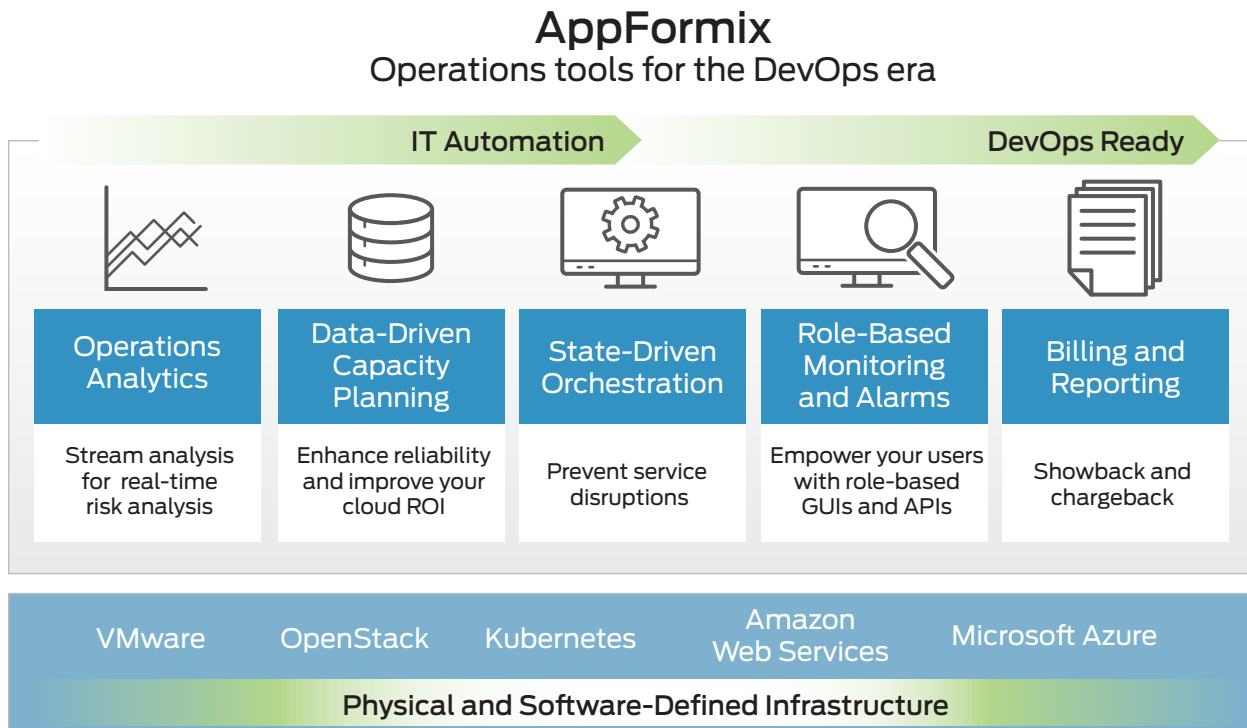 AppFormix
Operations tools for the DevOps era
IT Automation
DevOps Ready
Operations
Analytics
Stream analysis
for real-time
risk analysis
Data-Driven
Capacity
Planning
Enhance reliability
and improve your
cloud ROI
State-Driven
Orchestration
Prevent service
disruptions
Role-Based
Monitoring
and Alarms
Empower your users
with role-based
GUIs and APIs
Billing and
Reporting
Showback and
chargeback
VMware
OpenStack
Kubernetes
Amazon
Web Services
Microsoft Azure
Physical and Software-Defined Infrastructure